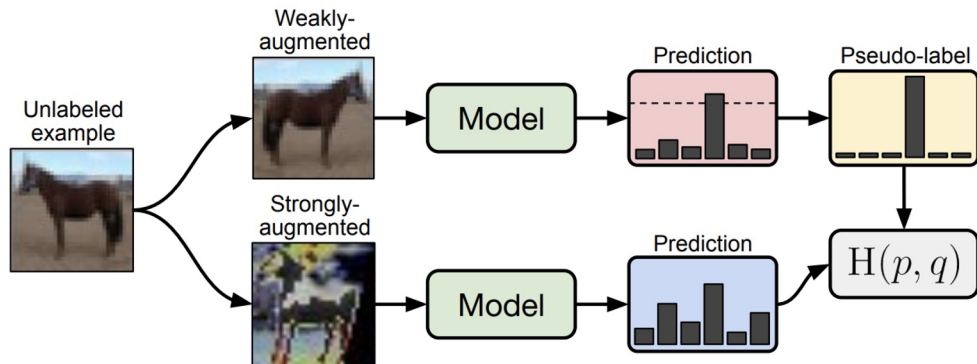 Unlabeled
example
Weakly-
augmented
Model
Prediction
Pseudo-label
Strongly-
augmented
Model
Prediction
H(p, q)